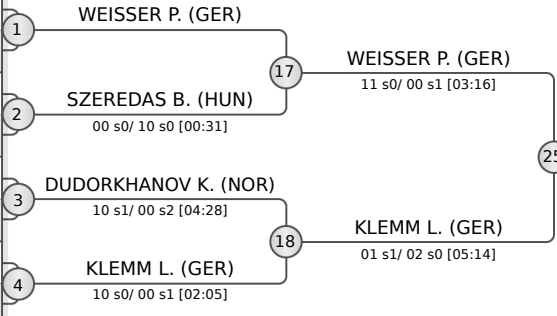 WEISSER P. (GER)
1
17
WEISSER P. (GER)
11 s0/ 00 s1 [03:16]
SZEREDAS B. (HUN)
2
00 s0/ 10 s0 [00:31]
25
DUDORKHANOV K. (NOR)
3
10 s1/ 00 s2 [04:28]
18
KLEMM L. (GER)
01 s1/ 02 s0 [05:14]
KLEMM L. (GER)
4
10 s0/ 00 s1 [02:05]